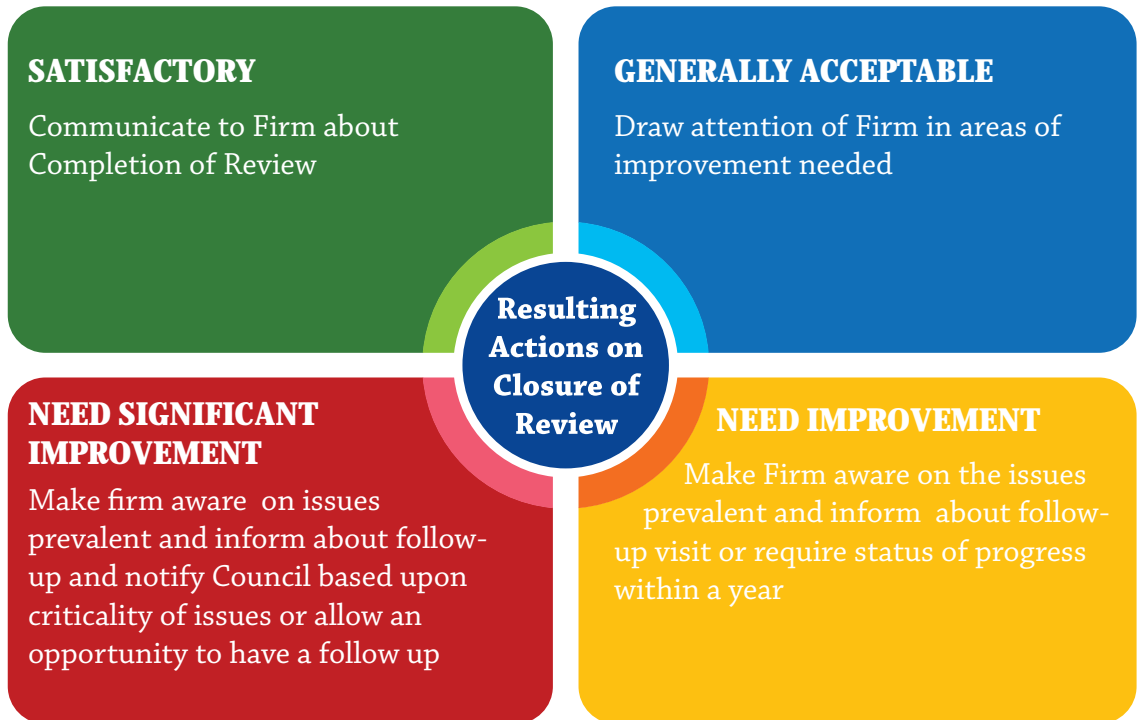 SATISFACTORY
Communicate to Firm about
Completion of Review
GENERALLY ACCEPTABLE
Draw attention of Firm in areas of
improvement needed
Resulting
Actions on
Closure of
Review
NEED SIGNIFICANT
IMPROVEMENT
Make firm aware  on issues
prevalent and inform about follow-
up and notify Council based upon
criticality of issues or allow an
opportunity to have a follow up
NEED IMPROVEMENT
Make Firm aware on the issues
prevalent and inform  about follow-
up visit or require status of progress
within a year